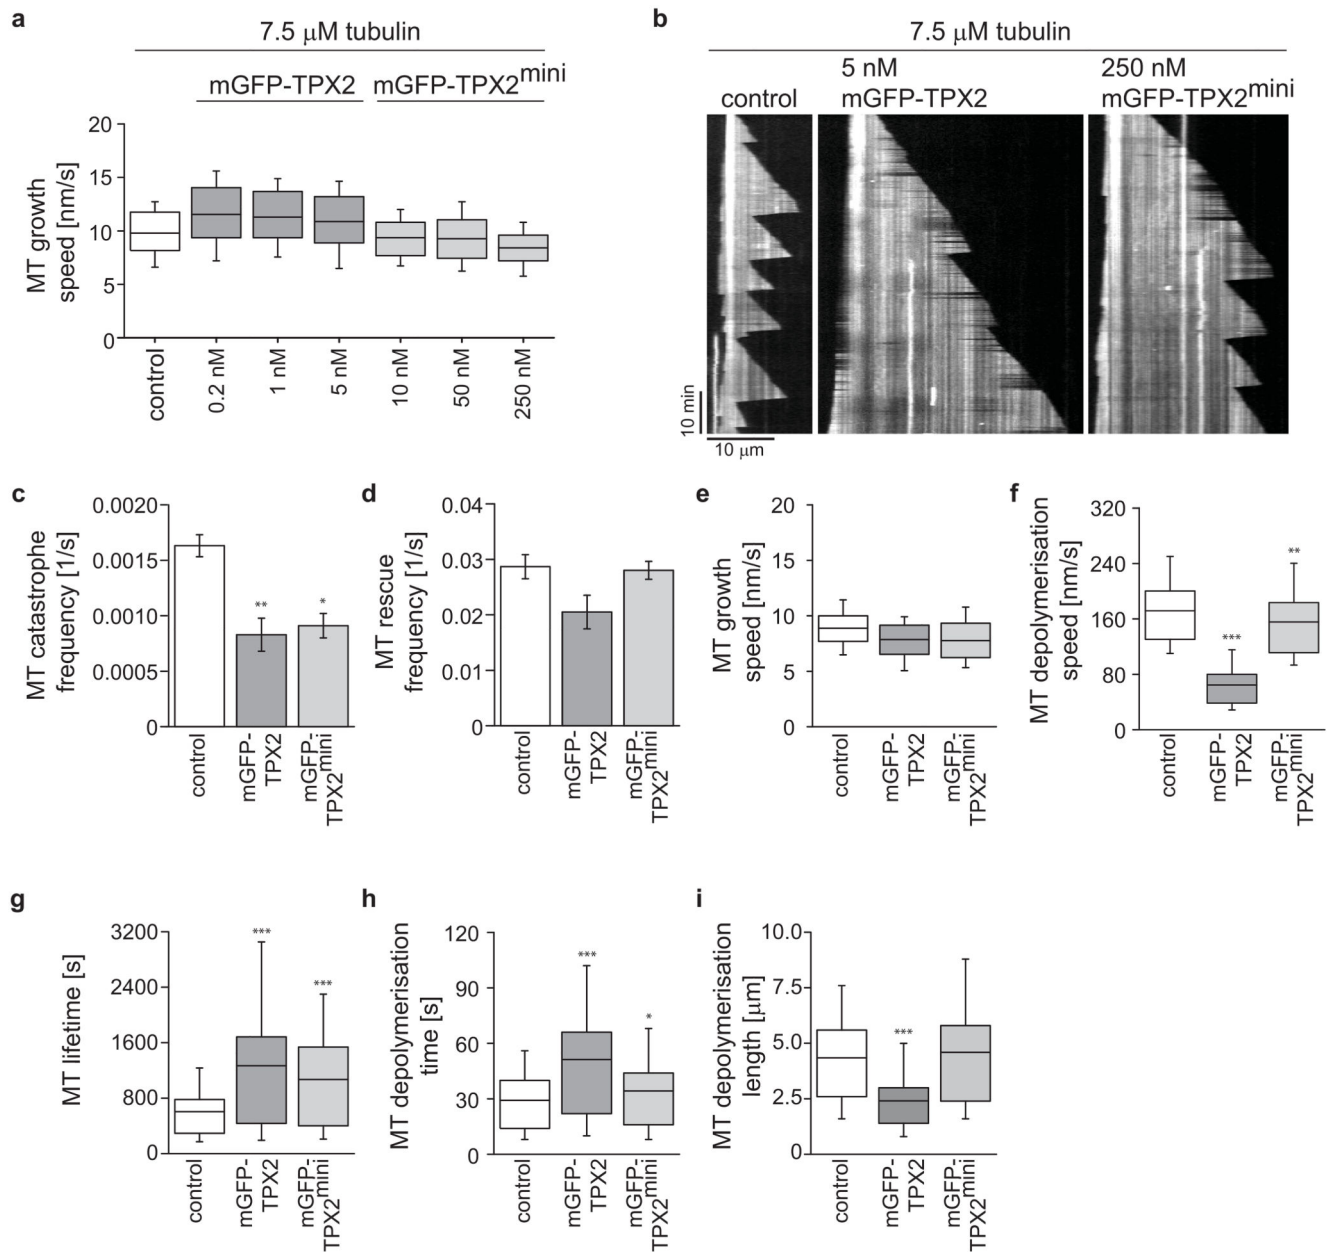 a
7.5 μM tubulin
mGFP-TPX2 mGFP-TPX2mini
MT growth
speed [nm/s]
20
15
10
5
0
control
0.2 nM
1 nM
5 nM
10 nM
50 nM
250 nM
b
7.5 μM tubulin
control
5 nM
mGFP-TPX2
250 nM
mGFP-TPX2mini
10 min
10 μm
c
MT catastrophe
frequency [1/s]
0.0020
0.0015
0.0010
0.0005
0
**
*
control
mGFP-
TPX2
mGFP-
TPX2mini
d
MT rescue
frequency [1/s]
0.04
0.03
0.02
0.01
0
control
mGFP-
TPX2
mGFP-
TPX2mini
e
MT growth
speed [nm/s]
20
15
10
5
0
control
mGFP-
TPX2
mGFP-
TPX2mini
f
MT depolymerisation
speed [nm/s]
320
240
160
80
0
***
**
control
mGFP-
TPX2
mGFP-
TPX2mini
g
MT lifetime [s]
3200
2400
1600
800
0
***
***
control
mGFP-
TPX2
mGFP-
TPX2mini
h
MT depolymerisation
time [s]
120
90
60
30
0
***
*
control
mGFP-
TPX2
mGFP-
TPX2mini
i
MT depolymerisation
length [μm]
10.0
7.5
5.0
2.5
0
***
control
mGFP-
TPX2
mGFP-
TPX2mini